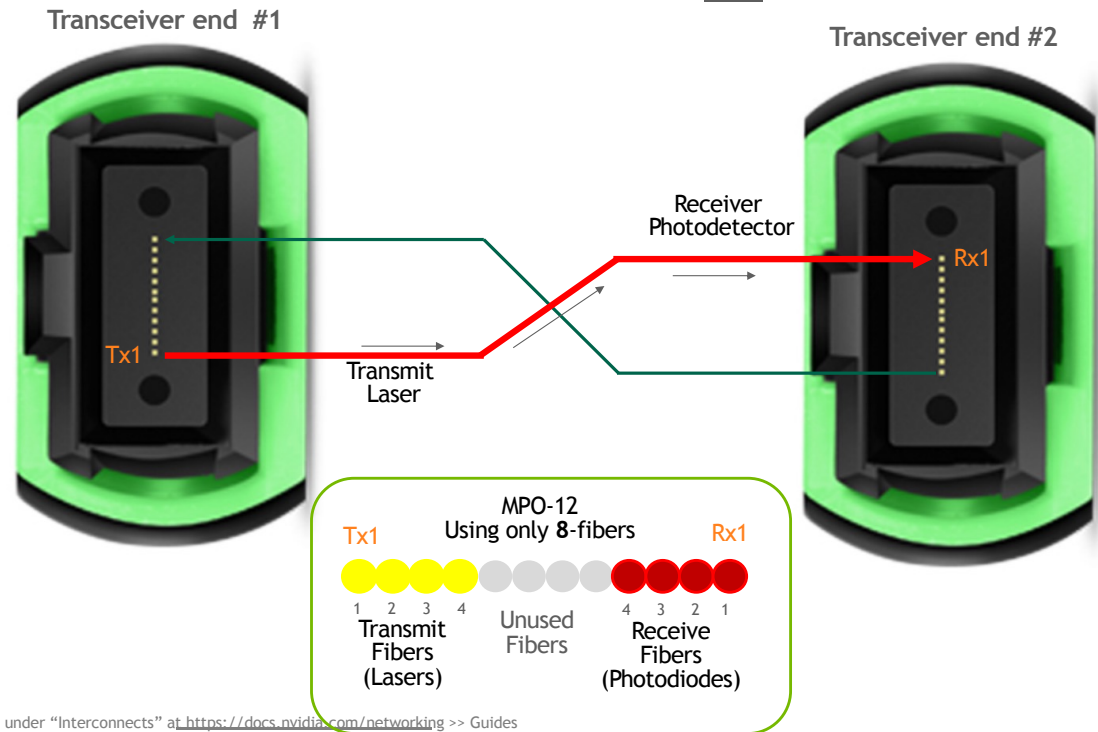 Transceiver end #1
Transceiver end #2
Receiver
Photodetector
Rx1
Tx1
Transmit
Laser
MPO-12
Using only 8-fibers
Tx1
Rx1
1 2 3 4
4 3 2 1
Transmit
Fibers
(Lasers)
Unused
Fibers
Receive
Fibers
(Photodiodes)
under “Interconnects” at https://docs.nvidia.com/networking >> Guides